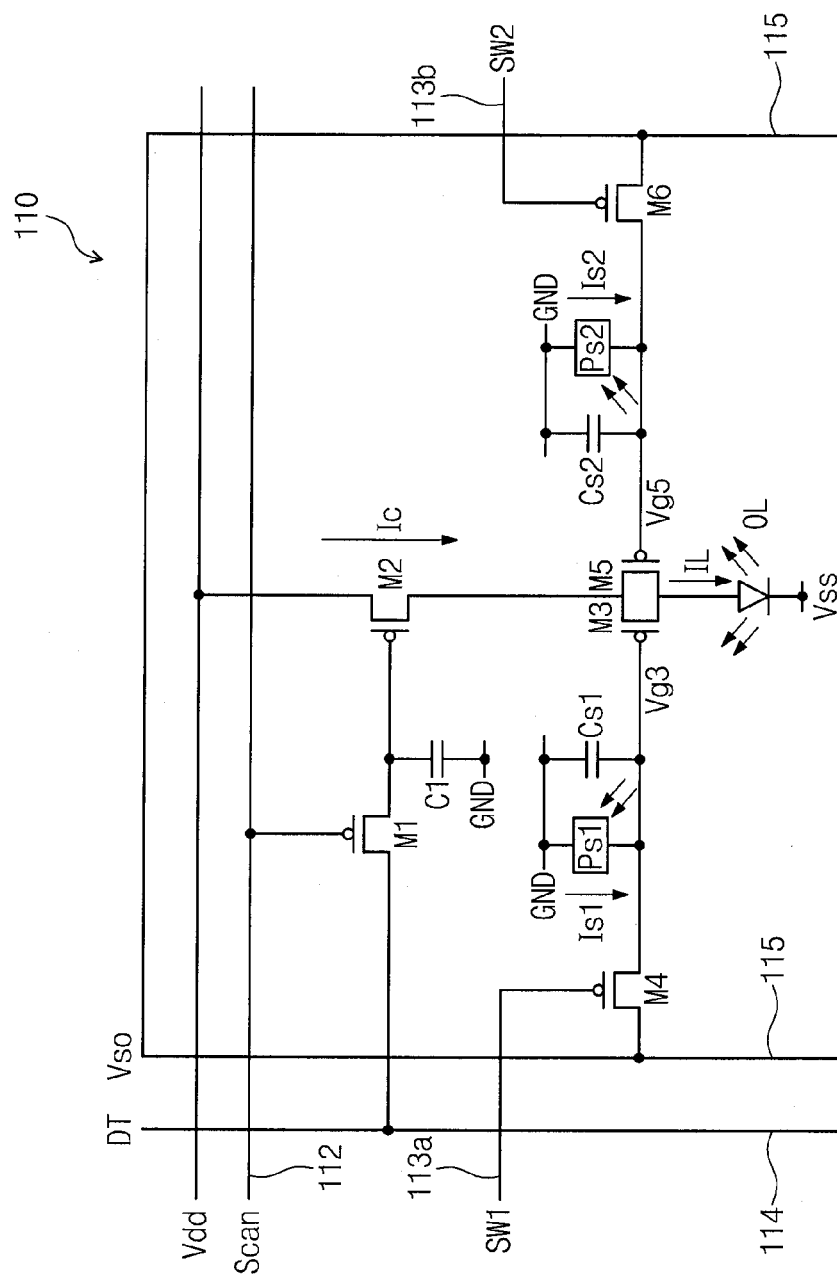 110
DT Vso
Vdd
Scan
112
SW2
113b
Ic
M2
M1
C1
GND
SW1
113a
GND
Is1
Ps1
Cs1
Vg3
M3 M5
Vg5
IL
OL
Vss
GND
Is2
Ps2
Cs2
M4
M6
114
115
115